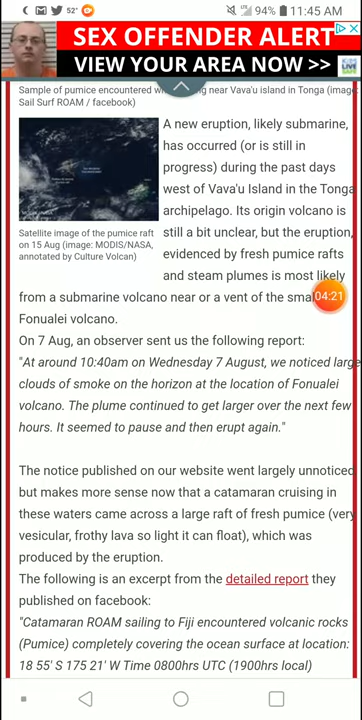 52° 94% 11:45 AM
SEX OFFENDER ALERT
VIEW YOUR AREA NOW >>
KIDS LIVE SAFE
Sample of pumice encountered near Vava'u island in Tonga (image:
Sail Surf ROAM / facebook)
A new eruption, likely submarine,
has occurred (or is still in
progress) during the past days
west of Vava'u Island in the Tonga
archipelago. Its origin volcano is
still a bit unclear, but the eruption,
evidenced by fresh pumice rafts
and steam plumes is most likely
Satellite image of the pumice raft
on 15 Aug (image: MODIS/NASA,
annotated by Culture Volcan)
from a submarine volcano near or a vent of the sma
04:21
Fonualei volcano.
On 7 Aug, an observer sent us the following report:
"At around 10:40am on Wednesday 7 August, we noticed large
clouds of smoke on the horizon at the location of Fonualei
volcano. The plume continued to get larger over the next few
hours. It seemed to pause and then erupt again."
The notice published on our website went largely unnoticed
but makes more sense now that a catamaran cruising in
these waters came across a large raft of fresh pumice (very
vesicular, frothy lava so light it can float), which was
produced by the eruption.
The following is an excerpt from the detailed report they
published on facebook:
"Catamaran ROAM sailing to Fiji encountered volcanic rocks
(Pumice) completely covering the ocean surface at location:
18 55' S 175 21' W Time 0800hrs UTC (1900hrs local)